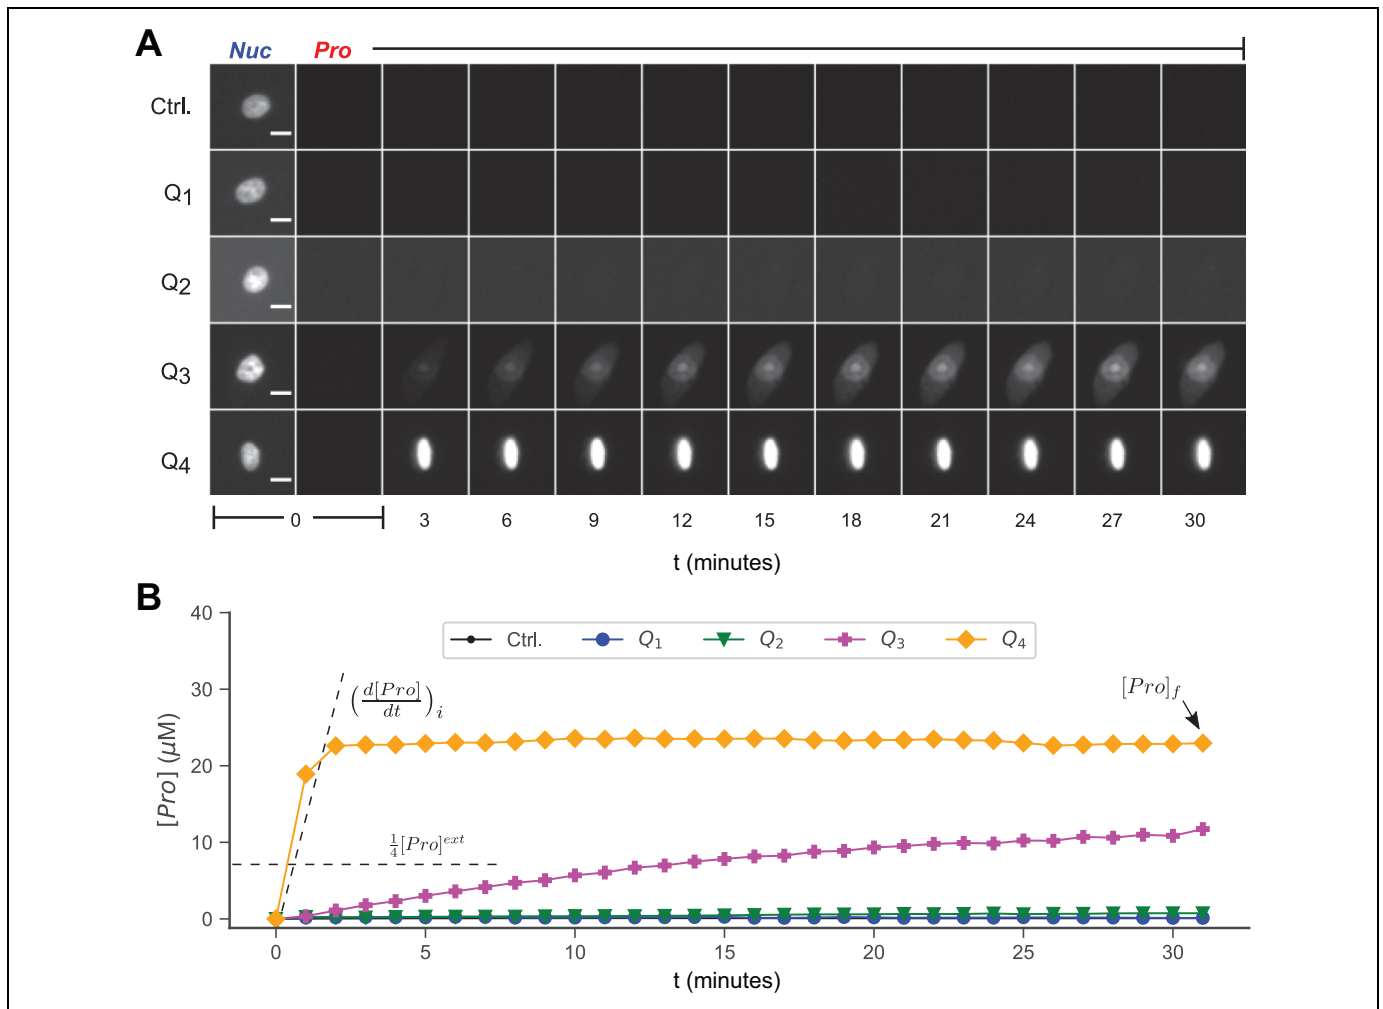 A
Nuc Pro
Ctrl.
Q1
Q2
Q3
Q4
0 3 6 9 12 15 18 21 24 27 30
t (minutes)
B
40
30
20
10
0
[Pro] (μM)
Ctrl. Q1 Q2 Q3 Q4
(d[Pro]/dt)i
[Pro]f
1/4[Pro]ext
0 5 10 15 20 25 30
t (minutes)